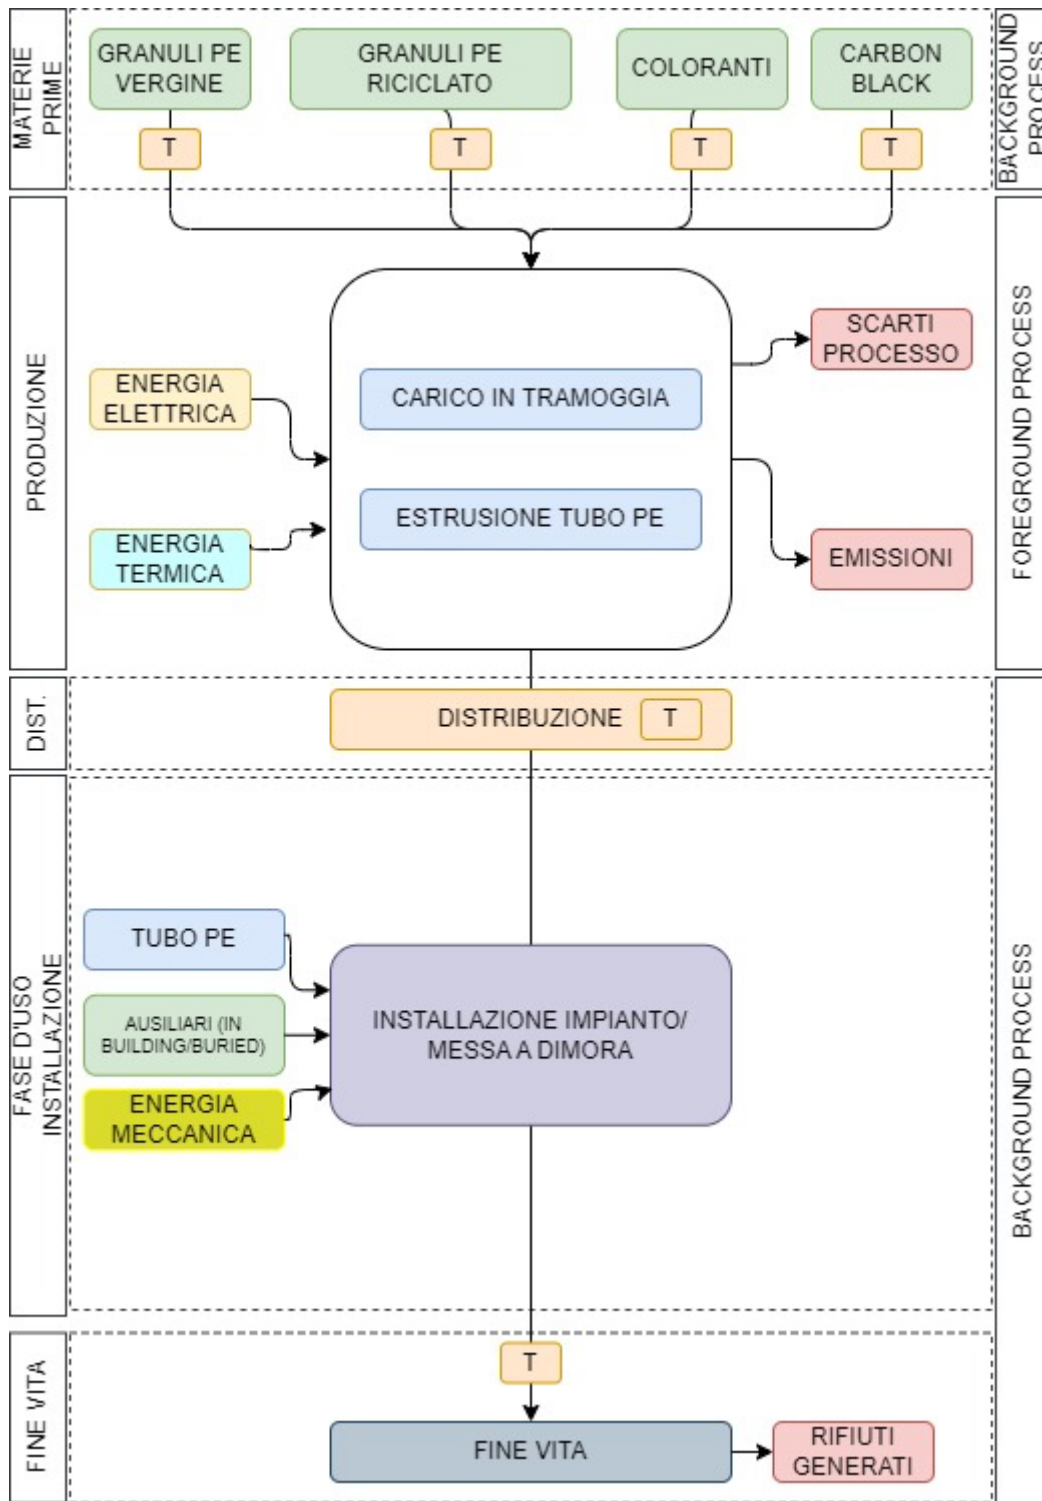 MATERIE
PRIME
GRANULI PE
VERGINE
GRANULI PE
RICICLATO
COLORANTI
CARBON
BLACK
T
T
T
T
BACKGROUND
PROCESS
PRODUZIONE
ENERGIA
ELETTRICA
ENERGIA
TERMICA
CARICO IN TRAMOGGIA
ESTRUSIONE TUBO PE
SCARTI
PROCESSO
EMISSIONI
FOREGROUND PROCESS
DIST.
DISTRIBUZIONE
T
FASE D'USO
INSTALLAZIONE
TUBO PE
AUSILIARI (IN
BUILDING/BURIED)
ENERGIA
MECCANICA
INSTALLAZIONE IMPIANTO/
MESSA A DIMORA
BACKGROUND PROCESS
FINE VITA
T
FINE VITA
RIFIUTI
GENERATI